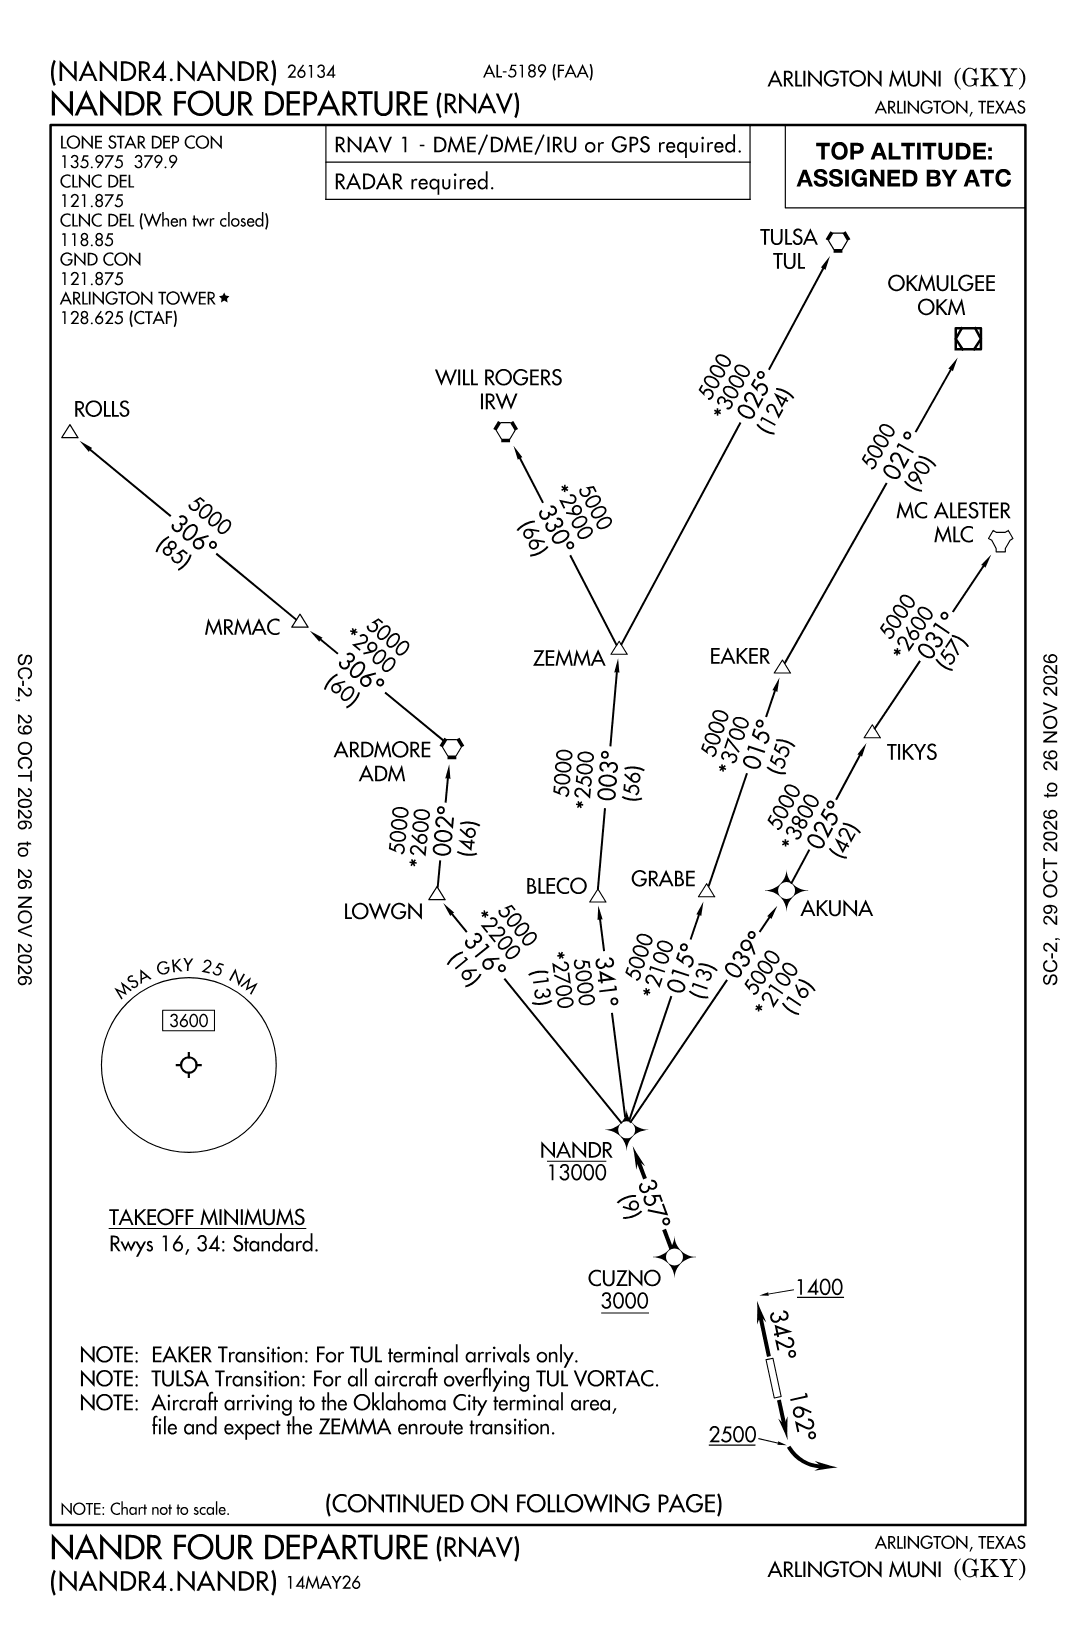 (NANDR4.NANDR) 26134
AL-5189 (FAA)
ARLINGTON MUNI (GKY)
NANDR FOUR DEPARTURE (RNAV)
ARLINGTON, TEXAS
LONE STAR DEP CON
135.975 379.9
CLNC DEL
121.875
CLNC DEL (When twr closed)
118.85
GND CON
121.875
ARLINGTON TOWER ★
128.625 (CTAF)
RNAV 1 - DME/DME/IRU or GPS required.
RADAR required.
TOP ALTITUDE:
ASSIGNED BY ATC
TULSA
TUL
OKMULGEE
OKM
5000
*3000
025°
(124)
WILL ROGERS
IRW
ROLLS
5000
021°
(90)
5000
*2900
330°
(66)
MC ALESTER
MLC
5000
306°
(85)
5000
*2600
031°
(57)
MRMAC
5000
*2900
306°
(60)
ZEMMA
EAKER
ARDMORE
ADM
TIKYS
5000
*3700
015°
(55)
5000
*2500
003°
(56)
5000
*2600
002°
(46)
5000
*3800
025°
(42)
LOWGN
BLECO
GRABE
AKUNA
5000
*2200
316°
(16)
341°
5000
*2700
(13)
5000
*2100
015°
(13)
039°
5000
*2100
(16)
MSA GKY 25 NM
3600
NANDR
13000
357°
(9)
TAKEOFF MINIMUMS
Rwys 16, 34: Standard.
CUZNO
3000
1400
342°
162°
2500
NOTE: EAKER Transition: For TUL terminal arrivals only.
NOTE: TULSA Transition: For all aircraft overflying TUL VORTAC.
NOTE: Aircraft arriving to the Oklahoma City terminal area,
file and expect the ZEMMA enroute transition.
NOTE: Chart not to scale.
(CONTINUED ON FOLLOWING PAGE)
NANDR FOUR DEPARTURE (RNAV)
ARLINGTON, TEXAS
(NANDR4.NANDR) 14MAY26
ARLINGTON MUNI (GKY)
SC-2, 29 OCT 2026 to 26 NOV 2026
SC-2, 29 OCT 2026 to 26 NOV 2026